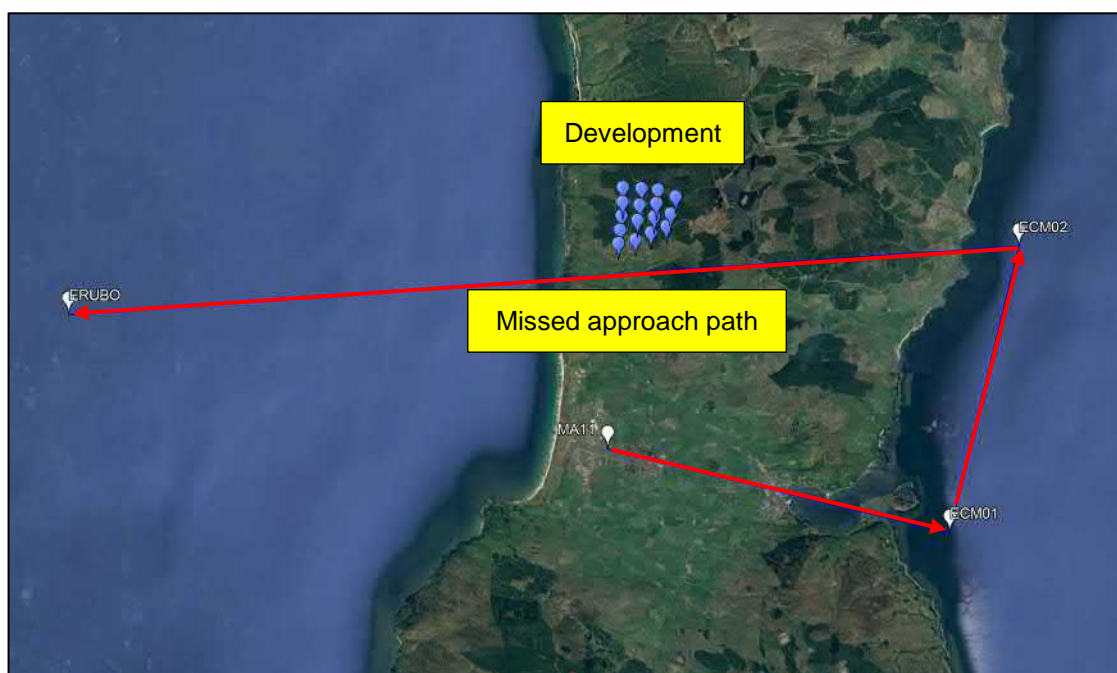 Development
ECM02
ERUBO
Missed approach path
MA11
ECM01